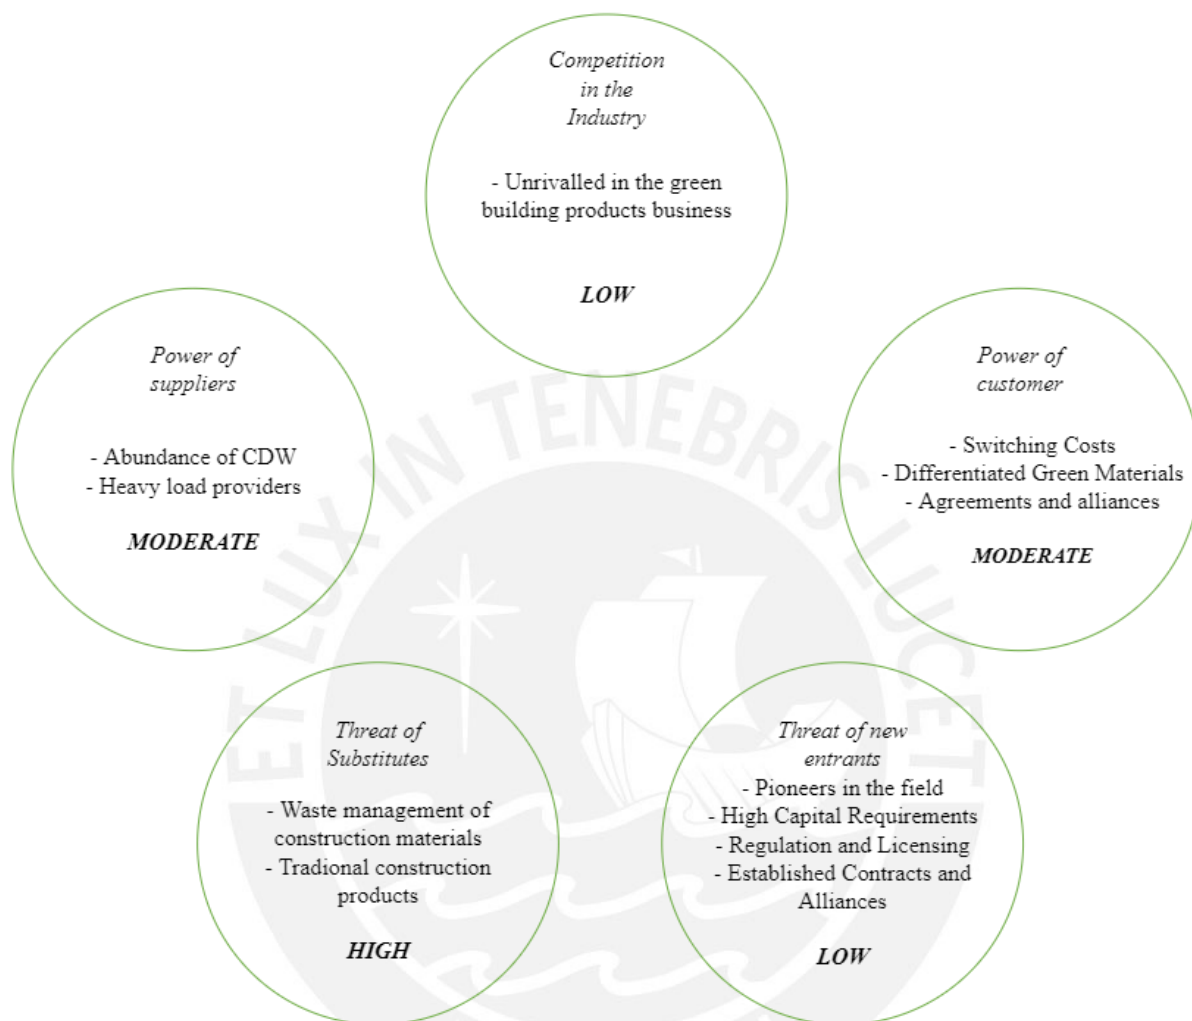 Competition
in the
Industry
- Unrivalled in the green
building products business
LOW
Power of
suppliers
- Abundance of CDW
- Heavy load providers
MODERATE
Power of
customer
- Switching Costs
- Differentiated Green Materials
- Agreements and alliances
MODERATE
Threat of
Substitutes
- Waste management of
construction materials
- Tradional construction
products
HIGH
Threat of new
entrants
- Pioneers in the field
- High Capital Requirements
- Regulation and Licensing
- Established Contracts and
Alliances
LOW
ET LUX IN TENEBRIS LUCET